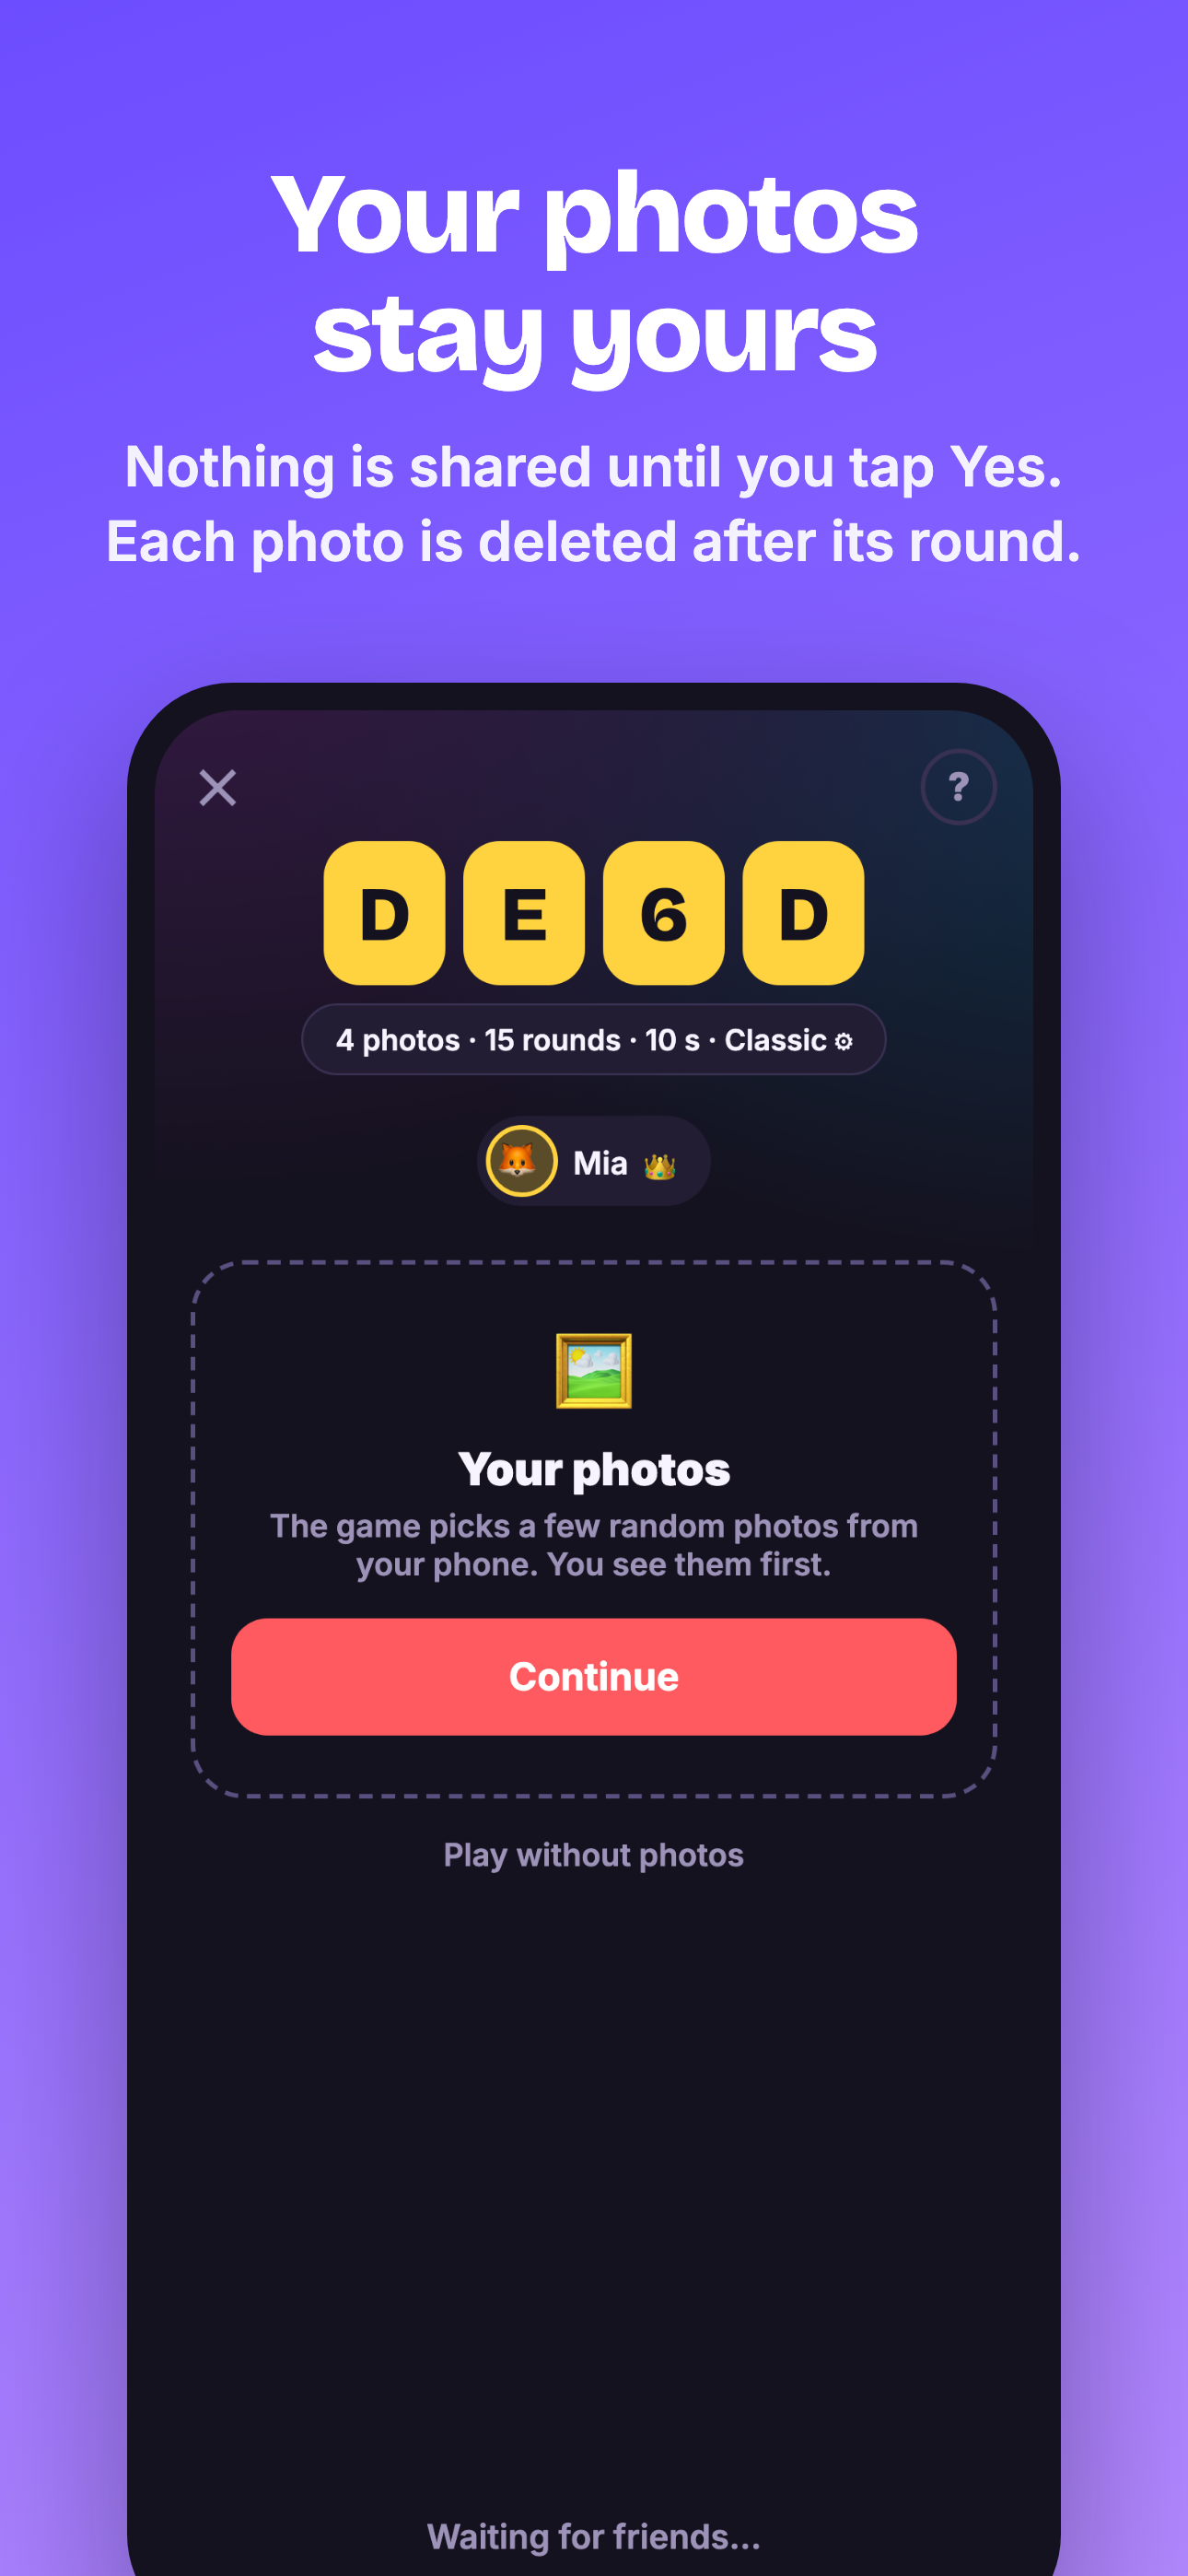 Your photos
stay yours
Nothing is shared until you tap Yes.
Each photo is deleted after its round.
?
D E 6 D
4 photos · 15 rounds · 10 s · Classic ⚙
Mia
Your photos
The game picks a few random photos from
your phone. You see them first.
Continue
Play without photos
Waiting for friends...